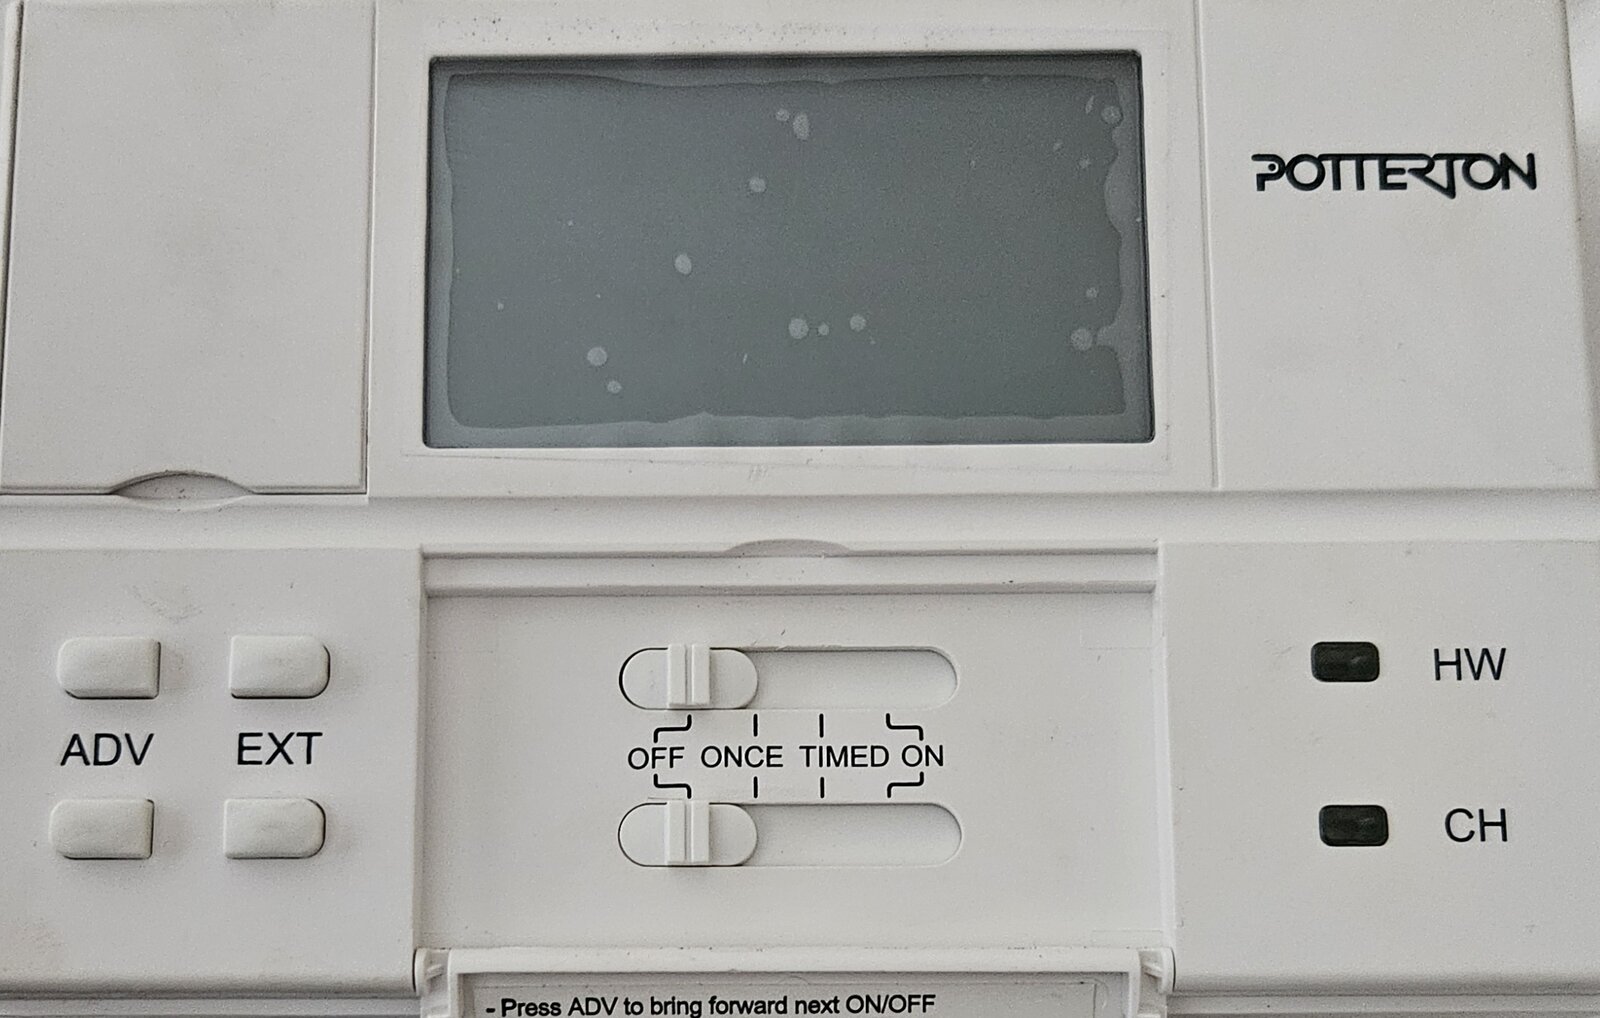 POTTERTON
ADV EXT
OFF ONCE TIMED ON
HW
CH
- Press ADV to bring forward next ON/OFF